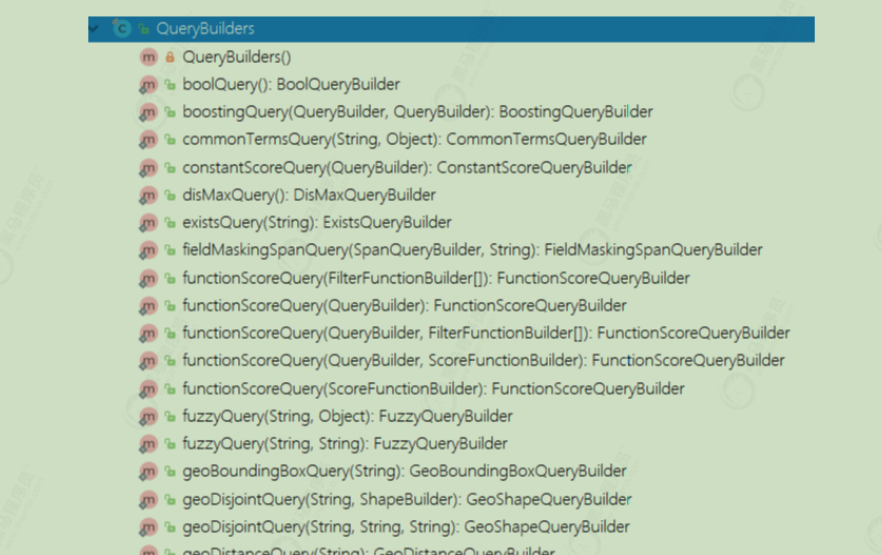 QueryBuilders
QueryBuilders()
boolQuery(): BoolQueryBuilder
boostingQuery(QueryBuilder, QueryBuilder): BoostingQueryBuilder
commonTermsQuery(String, Object): CommonTermsQueryBuilder
constantScoreQuery(QueryBuilder): ConstantScoreQueryBuilder
disMaxQuery(): DisMaxQueryBuilder
existsQuery(String): ExistsQueryBuilder
fieldMaskingSpanQuery(SpanQueryBuilder, String): FieldMaskingSpanQueryBuilder
functionScoreQuery(FilterFunctionBuilder[]): FunctionScoreQueryBuilder
functionScoreQuery(QueryBuilder): FunctionScoreQueryBuilder
functionScoreQuery(QueryBuilder, FilterFunctionBuilder[]): FunctionScoreQueryBuilder
functionScoreQuery(QueryBuilder, ScoreFunctionBuilder): FunctionScoreQueryBuilder
functionScoreQuery(ScoreFunctionBuilder): FunctionScoreQueryBuilder
fuzzyQuery(String, Object): FuzzyQueryBuilder
fuzzyQuery(String, String): FuzzyQueryBuilder
geoBoundingBoxQuery(String): GeoBoundingBoxQueryBuilder
geoDisjointQuery(String, ShapeBuilder): GeoShapeQueryBuilder
geoDisjointQuery(String, String, String): GeoShapeQueryBuilder
geoDistanceQuery(String): GeoDistanceQueryBuilder